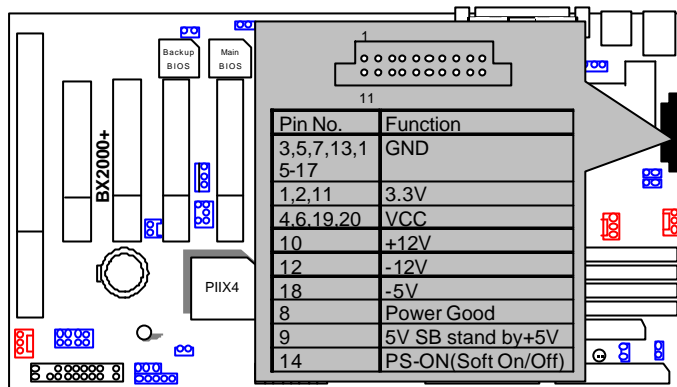 Backup
BIOS
Main
BIOS
BX2000+
PIIX4
1
11
Pin No. Function
3,5,7,13,1 GND
5-17
1,2,11 3.3V
4,6,19,20 VCC
10 +12V
12 -12V
18 -5V
8 Power Good
9 5V SB stand by+5V
14 PS-ON(Soft On/Off)